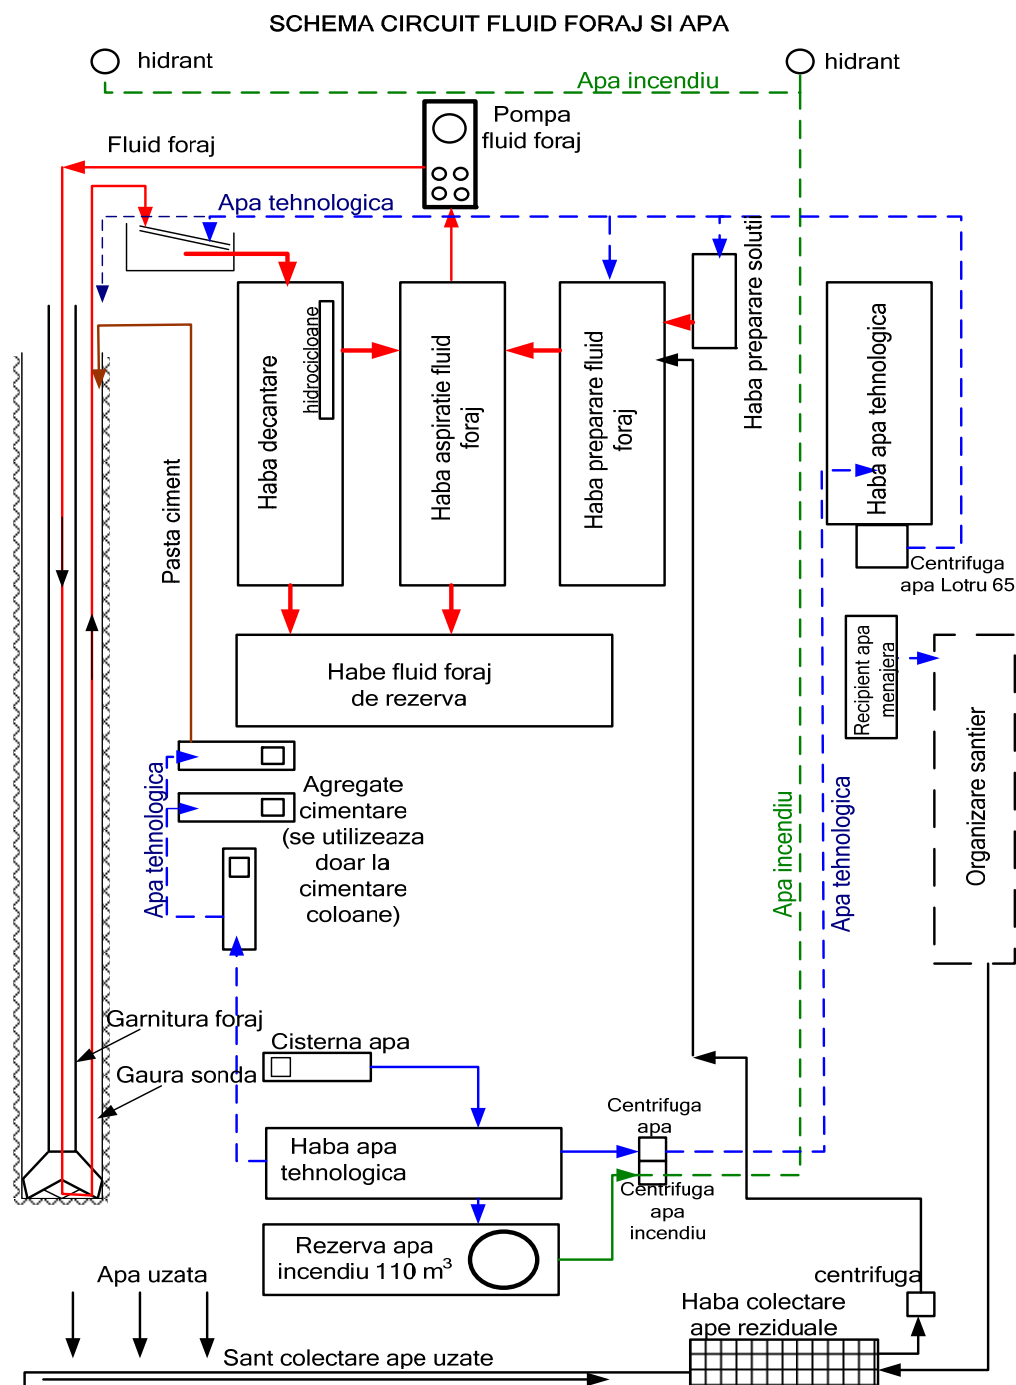 SCHEMA CIRCUIT FLUID FORAJ SI APA
hidrant
hidrant
Apa incendiu
Pompa
fluid foraj
Fluid foraj
Apa tehnologica
Haba preparare solutii
hidrocicloane
Haba decantare
Haba aspiratie fluid
foraj
Haba preparare fluid
foraj
Haba apa tehnologica
Pasta ciment
Centrifuga
apa Lotru 65
Recipient apa
menajera
Habe fluid foraj
de rezerva
Organizare santier
Apa tehnologica
Agregate
cimentare
(se utilizeaza
doar la
cimentare
coloane)
Apa incendiu
Apa tehnologica
Garnitura foraj
Gaura sonda
Cisterna apa
Centrifuga
apa
Haba apa
tehnologica
Centrifuga
apa
incendiu
Rezerva apa
incendiu 110 m³
Apa uzata
centrifuga
Haba colectare
ape reziduale
Sant colectare ape uzate